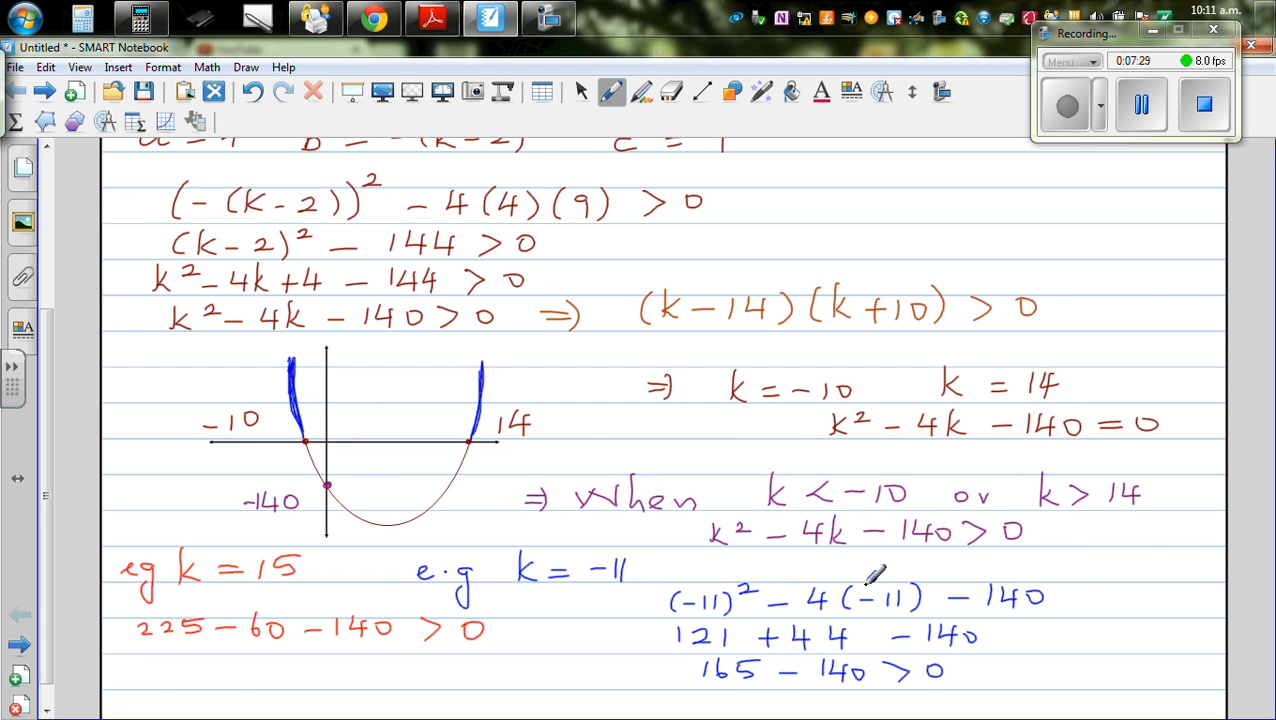 10:11 a.m.
Untitled * - SMART Notebook
Recording...
File Edit View Insert Format Math Draw Help
Menu
0:07:29 8.0 fps
(-(k-2))² - 4(4)(9) > 0
(k-2)² - 144 > 0
k² - 4k + 4 - 144 > 0
k² - 4k - 140 > 0 ⇒ (k-14)(k+10) > 0
⇒ k = -10 k = 14
-10 14 k² - 4k - 140 = 0
-140 ⇒ When k < -10 or k > 14
k² - 4k - 140 > 0
eg k = 15 e.g k = -11
(-11)² - 4(-11) - 140
225 - 60 - 140 > 0 121 + 44 - 140
165 - 140 > 0